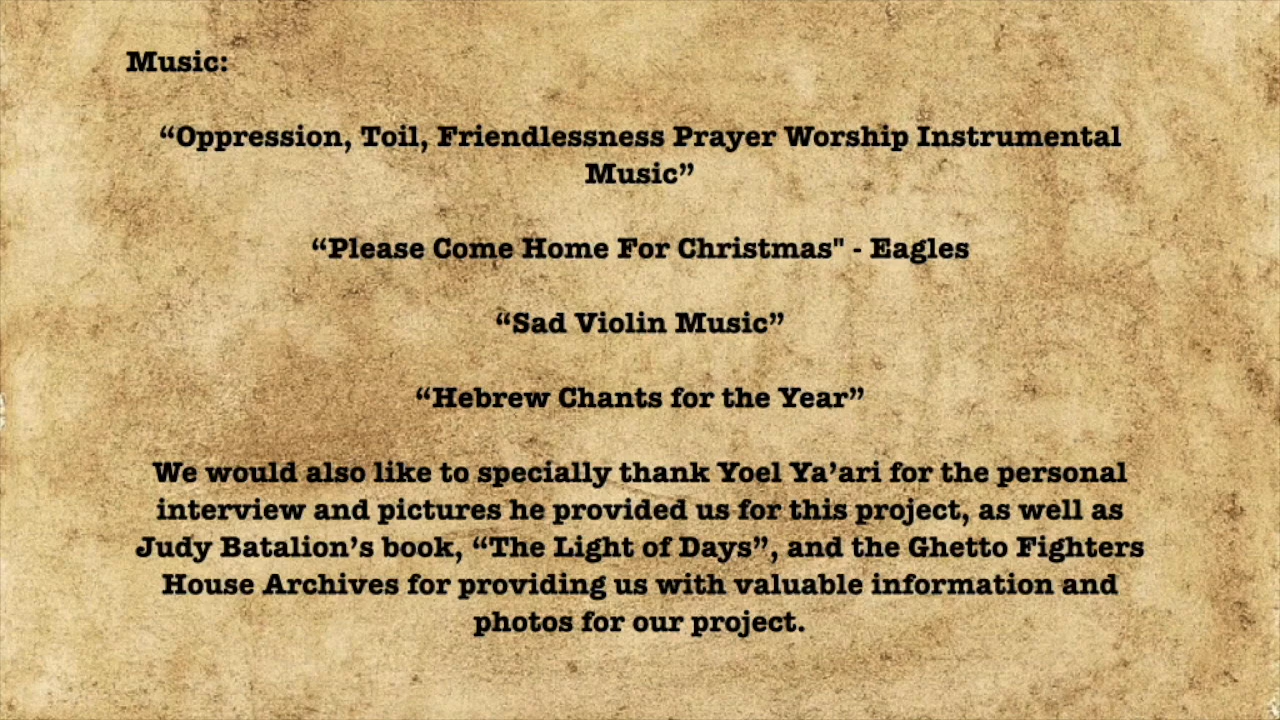 Music:
“Oppression, Toil, Friendlessness Prayer Worship Instrumental
Music”
“Please Come Home For Christmas" - Eagles
“Sad Violin Music”
“Hebrew Chants for the Year”
We would also like to specially thank Yoel Ya’ari for the personal
interview and pictures he provided us for this project, as well as
Judy Batalion’s book, “The Light of Days”, and the Ghetto Fighters
House Archives for providing us with valuable information and
photos for our project.